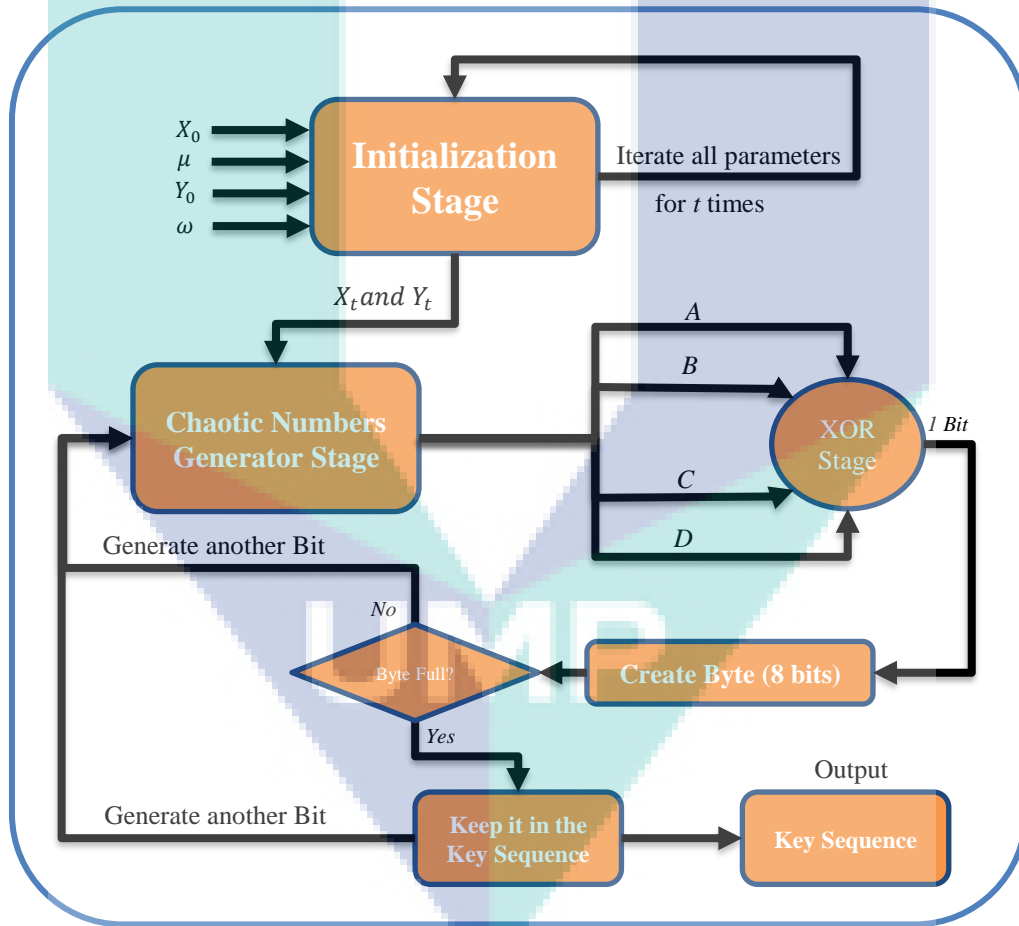 X₀
μ
Y₀
ω
Initialization
Stage
Iterate all parameters
for t times
Xₜ and Yₜ
A
B
C
D
Chaotic Numbers
Generator Stage
XOR
Stage
1 Bit
Generate another Bit
No
Byte Full?
Create Byte (8 bits)
Yes
UMP
Output
Generate another Bit
Keep it in the
Key Sequence
Key Sequence